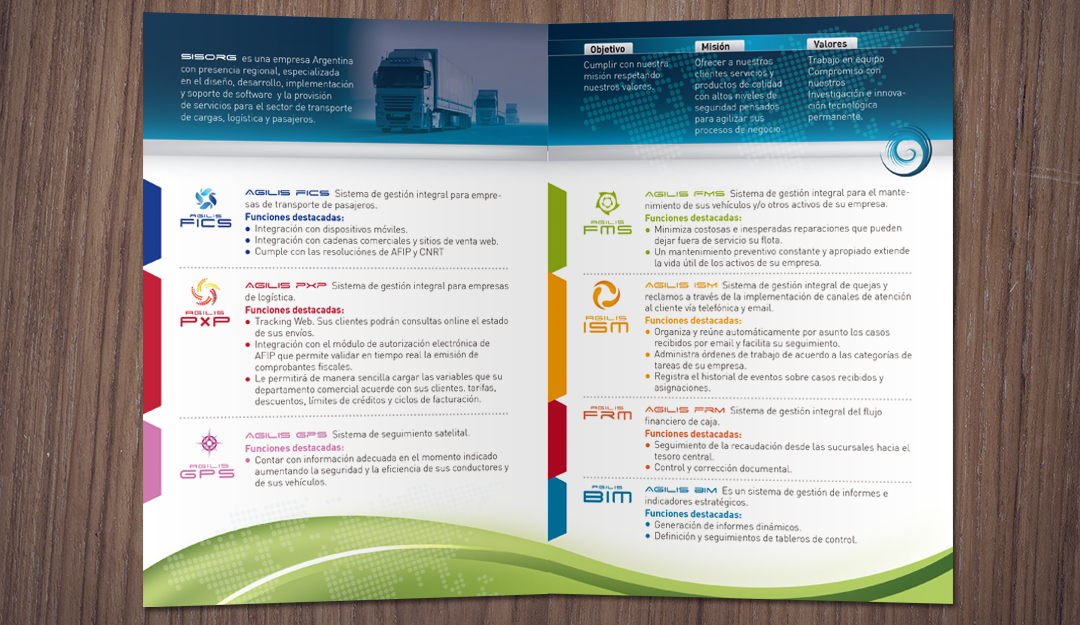 SISORG es una empresa Argentina
con presencia regional, especializada
en el diseño, desarrollo, implementación
y soporte de software y la provisión
de servicios para el sector de transporte
de cargas, logística y pasajeros.
AGILIS
FICS
AGILIS FICS Sistema de gestión integral para empre-
sas de transporte de pasajeros.
Funciones destacadas:
• Integración con dispositivos móviles.
• Integración con cadenas comerciales y sitios de venta web.
• Cumple con las resoluciónes de AFIP y CNRT
AGILIS
PXP
AGILIS PXP Sistema de gestión integral para empresas
de logística.
Funciones destacadas:
• Tracking Web. Sus clientes podrán consultas online el estado
de sus envíos.
• Integración con el módulo de autorización electrónica de
AFIP que permite validar en tiempo real la emisión de
comprobantes fiscales.
• Le permitirá de manera sencilla cargar las variables que su
departamento comercial acuerde con sus clientes. tarifas,
descuentos, límites de créditos y ciclos de facturación.
AGILIS
GPS
AGILIS GPS Sistema de seguimiento satelital.
Funciones destacadas:
• Contar con información adecuada en el momento indicado
aumentando la seguridad y la eficiencia de sus conductores y
de sus vehículos.
Objetivo
Cumplir con nuestra
misión respetando
nuestros valores.
Misión
Ofrecer a nuestros
clientes servicios y
productos de calidad
con altos niveles de
seguridad pensados
para agilizar sus
procesos de negocio.
Valores
Trabajo en equipo
Compromiso con
nuestros
Investigación e innova-
ción tecnológica
permanente.
AGILIS
FMS
AGILIS FMS Sistema de gestión integral para el mante-
nimiento de sus vehículos y/o otros activos de su empresa.
Funciones destacadas:
• Minimiza costosas e inesperadas reparaciones que pueden
dejar fuera de servicio su flota.
• Un mantenimiento preventivo constante y apropiado extiende
la vida útil de los activos de su empresa.
AGILIS
ISM
AGILIS ISM Sistema de gestión integral de quejas y
reclamos a través de la implementación de canales de atención
al cliente vía telefónica y email.
Funciones destacadas:
• Organiza y reúne automáticamente por asunto los casos
recibidos por email y facilita su seguimiento.
• Administra órdenes de trabajo de acuerdo a las categorías de
tareas de su empresa.
• Registra el historial de eventos sobre casos recibidos y
asignaciones.
AGILIS
FRM
AGILIS FRM Sistema de gestión integral del flujo
financiero de caja.
Funciones destacadas:
• Seguimiento de la recaudación desde las sucursales hacia el
tesoro central.
• Control y corrección documental.
AGILIS
BIM
AGILIS BIM Es un sistema de gestión de informes e
indicadores estratégicos.
Funciones destacadas:
• Generación de informes dinámicos.
• Definición y seguimientos de tableros de control.